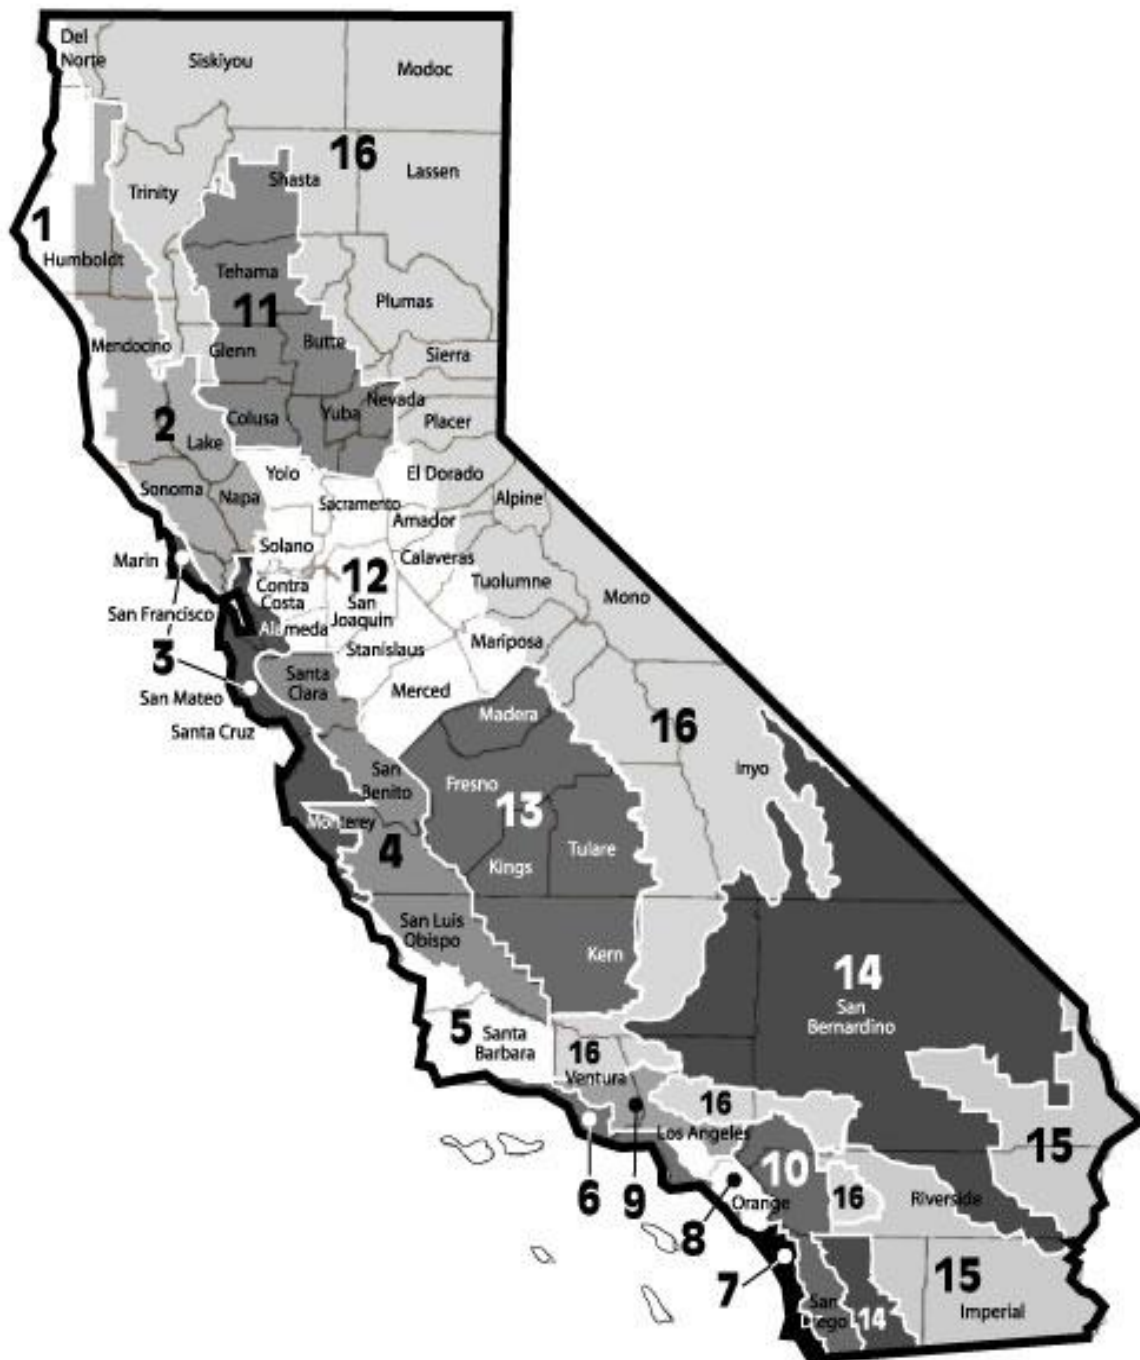 Del
Norte
Siskiyou
Modoc
16
Shasta
Lassen
Trinity
1
Humboldt
Tehama
11
Plumas
Mendocino
Glenn
Butte
Sierra
Nevada
Colusa
Yuba
Placer
2
Lake
Yolo
El Dorado
Sonoma
Napa
Sacramento
Alpine
Amador
Solano
Marin
Calaveras
Contra
Costa
12
Tuolumne
Mono
San Francisco
San
Joaquin
Alameda
Stanislaus
Mariposa
3
Santa
Clara
San Mateo
Merced
Santa Cruz
Madera
16
Inyo
San
Benito
Fresno
13
Monterey
4
Kings
Tulare
San Luis
Obispo
Kern
14
San
Bernardino
5
Santa
Barbara
16
Ventura
16
Los Angeles
15
10
6
9
8
Orange
16
Riverside
7
15
San
Diego
14
Imperial